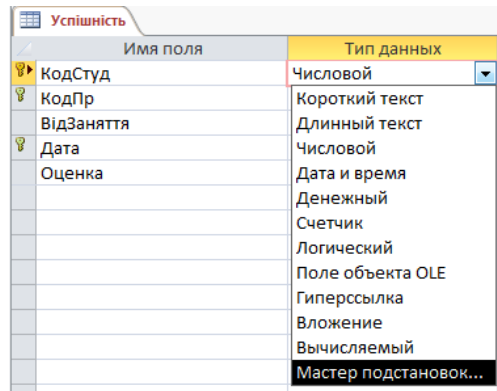 Успішність
Имя поля Тип данных
КодСтуд Числовой
КодПр Короткий текст
ВідЗаняття Длинный текст
Дата Числовой
Оценка Дата и время
Денежный
Счетчик
Логический
Поле объекта OLE
Гиперссылка
Вложение
Вычисляемый
Мастер подстановок...